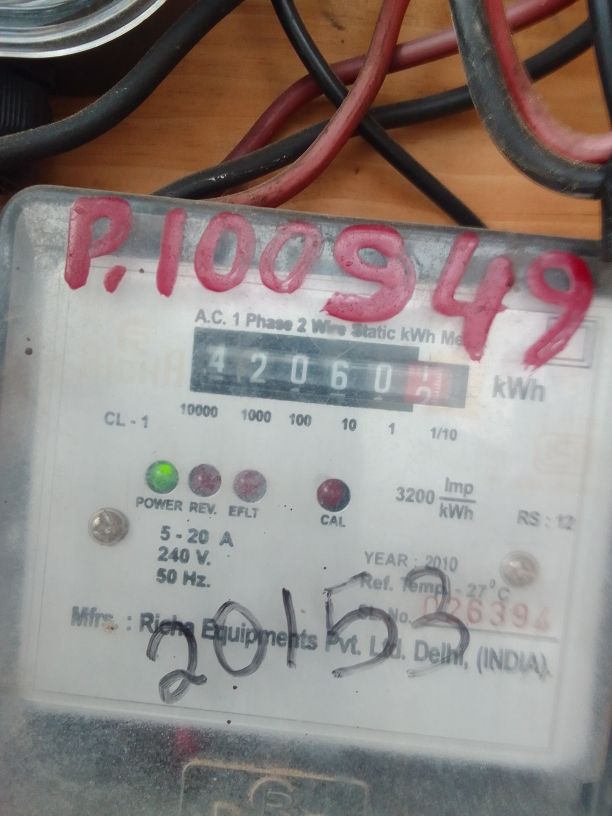 P.100949
A.C. 1 Phase 2 Wire Static kWh Me
42060 kWh
10000 1000 100 10 1 1/10
CL - 1
POWER REV. EFLT CAL
3200 Imp/kWh
RS : 12
5 - 20 A
240 V.
50 Hz.
YEAR : 2010
Ref. Temp. - 27°C
Sl. No. 026394
Mfrs. : Richa Equipments Pvt. Ltd. Delhi, (INDIA).
20153